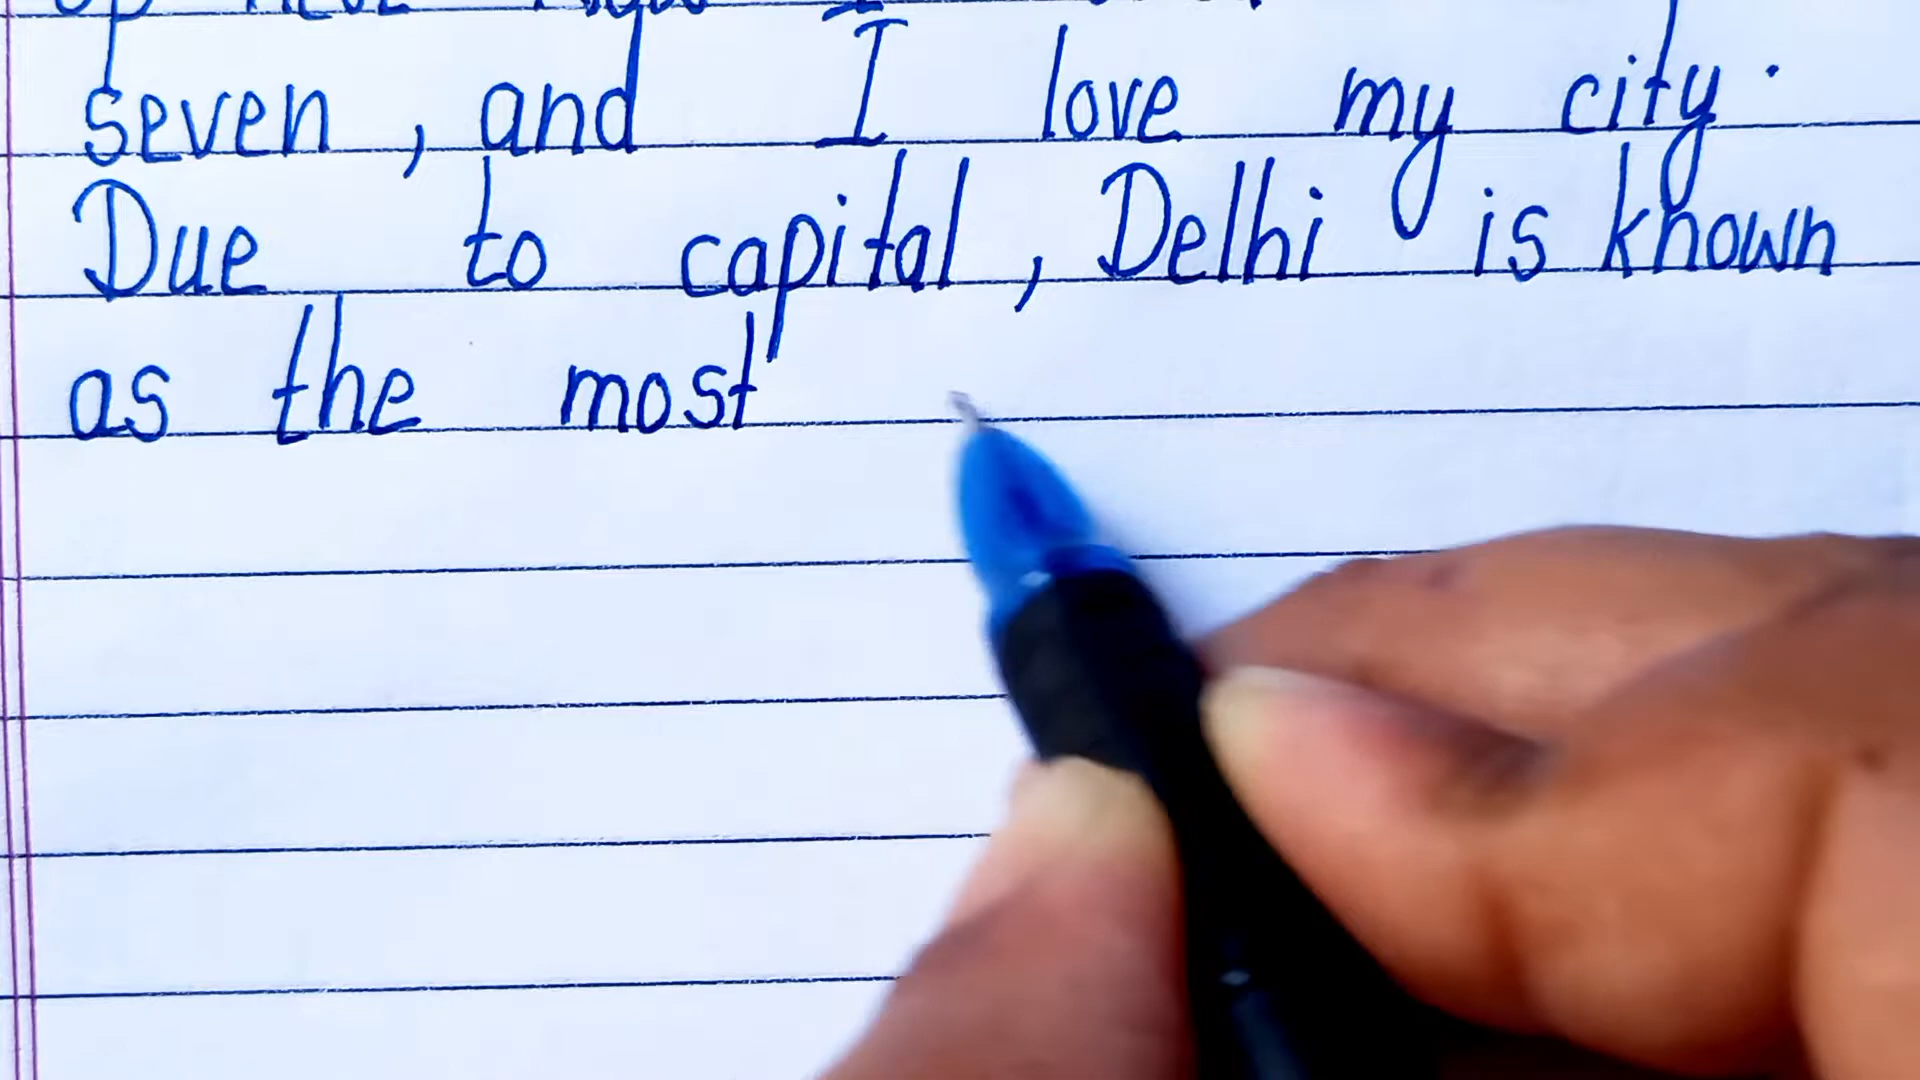 seven, and I love my city.
Due to capital, Delhi is known
as the most